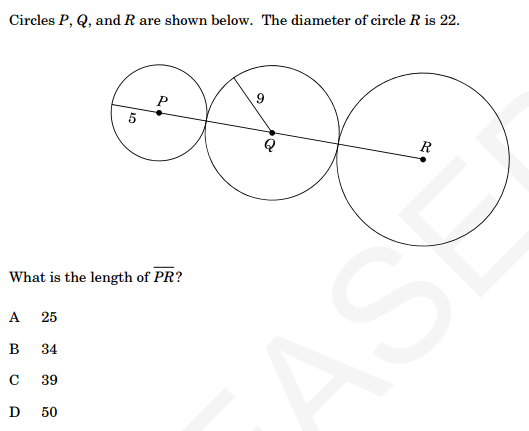 Circles P, Q, and R are shown below. The diameter of circle R is 22.
P
9
5
Q
R
What is the length of P̅R̅?
A 25
B 34
C 39
D 50